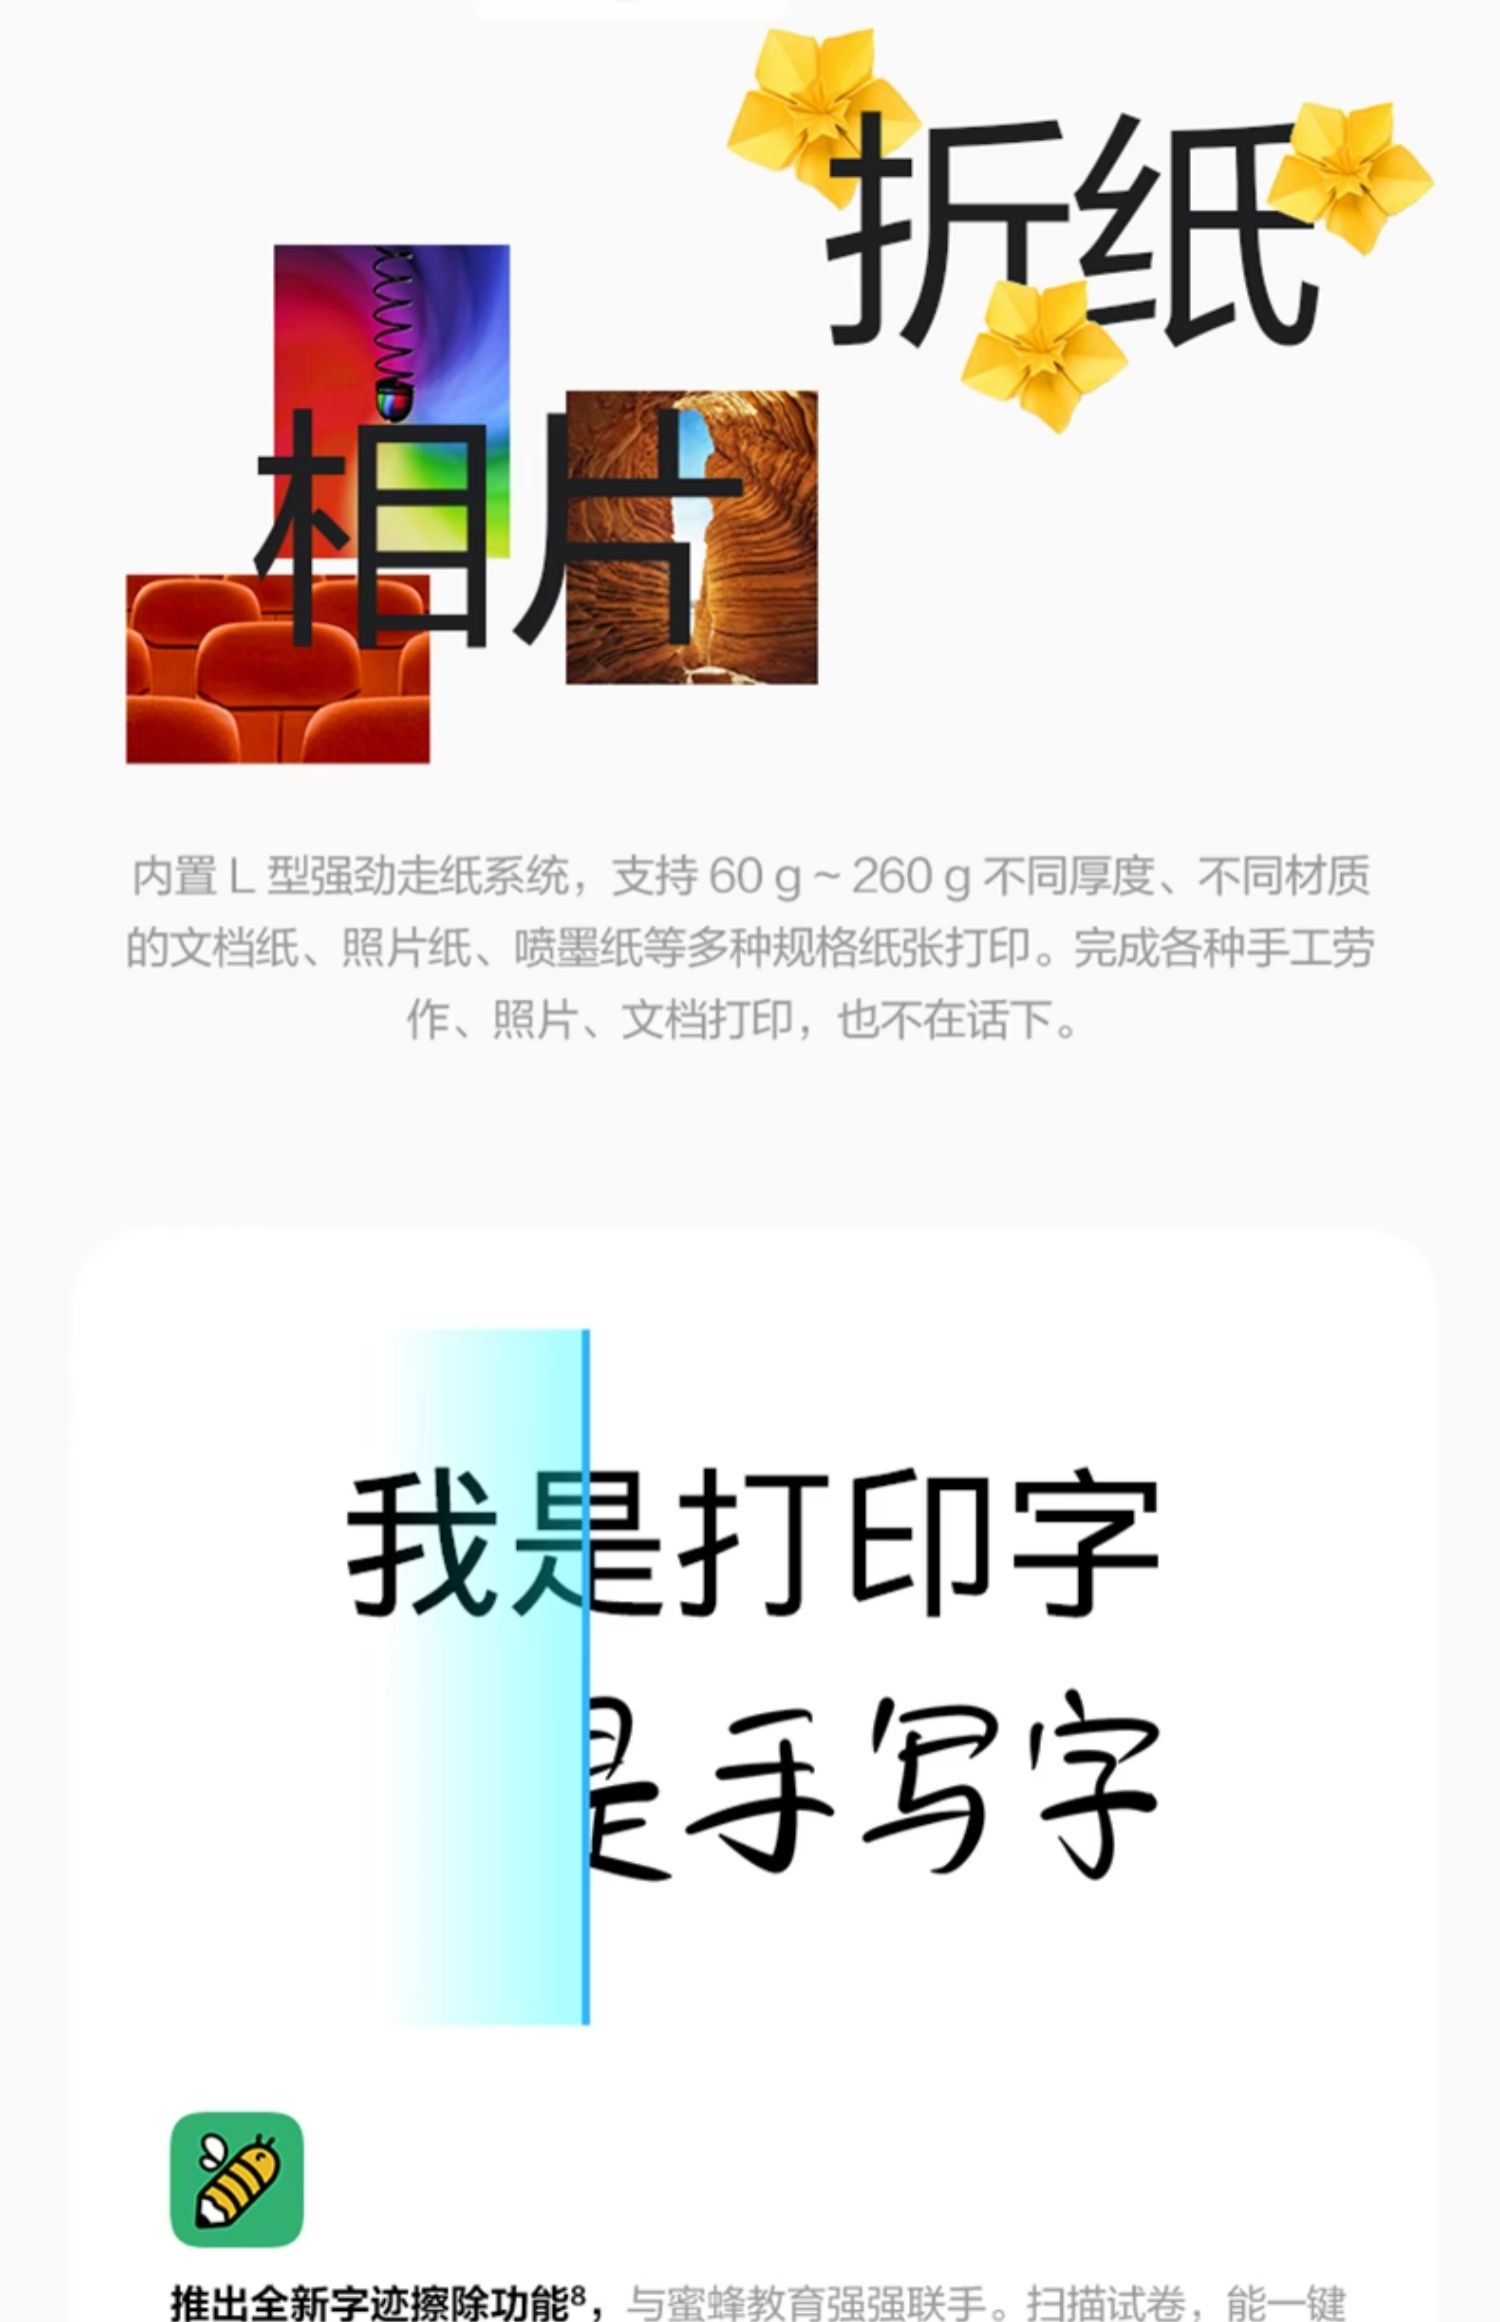 折纸
相片
内置 L 型强劲走纸系统，支持 60 g ~ 260 g 不同厚度、不同材质
的文档纸、照片纸、喷墨纸等多种规格纸张打印。完成各种手工劳
作、照片、文档打印，也不在话下。
我是打印字
是手写字
推出全新字迹擦除功能⁸，与蜜蜂教育强强联手。扫描试卷，能一键